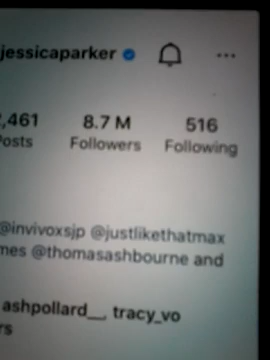 jessicaparker
,461 8.7 M 516
Posts Followers Following
@invivoxsjp @justlikethatmax
mes @thomasashbourne and
ashpollard__, tracy_vo
rs